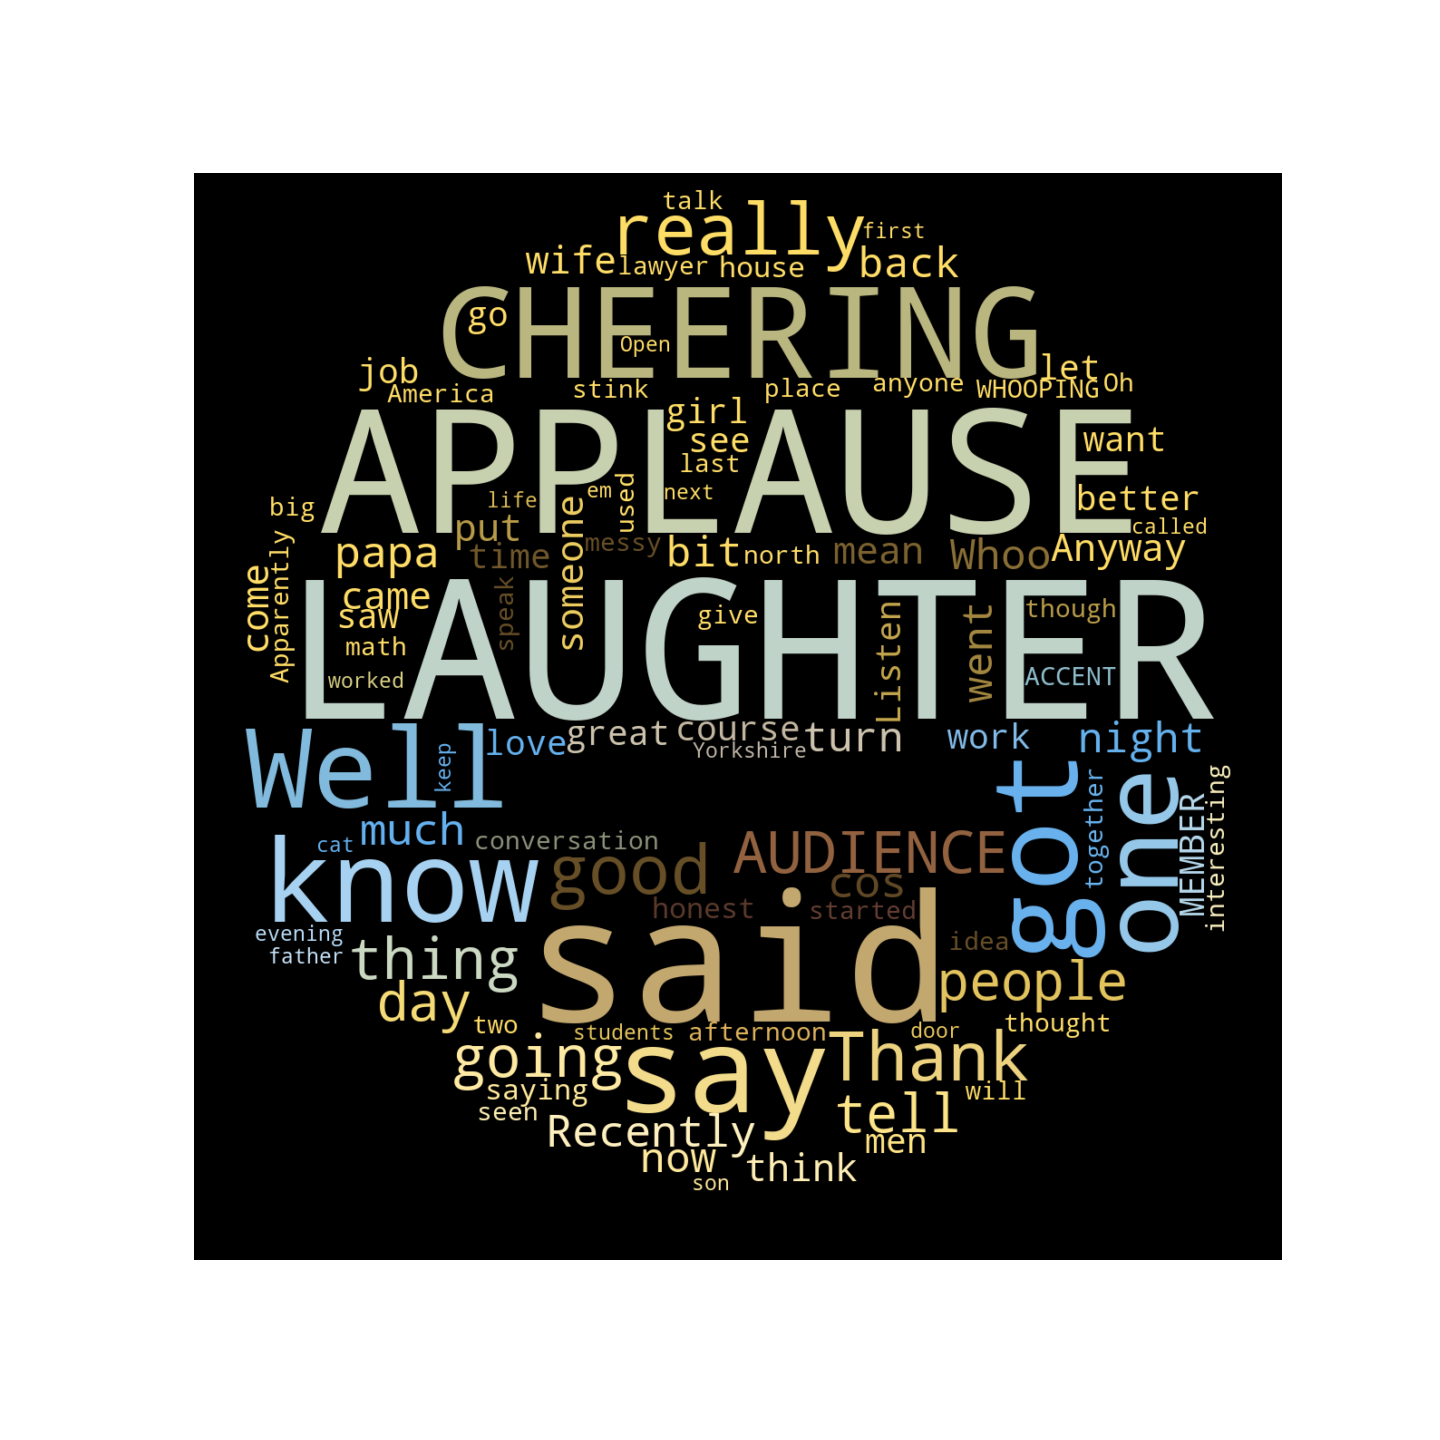 talk
really
first
wife
lawyer
house
back
CHEERING
go
Open
job
let
America
stink
place
anyone
WHOOPING
Oh
girl
APPLAUSE
see
want
last
life
em
used
next
better
big
put
someone
called
papa
time
messy
bit
north
mean
Whoo
Anyway
come
Apparently
came
saw
speak
LAUGHTER
give
Listen
went
though
math
worked
ACCENT
Well
keep
love
great
course
Yorkshire
turn
work
night
got
together
one
MEMBER
interesting
much
cat
conversation
AUDIENCE
know
good
cos
honest
started
said
evening
father
thing
idea
people
day
two
students
afternoon
door
thought
going
say
Thank
saying
will
seen
tell
Recently
men
now
think
son